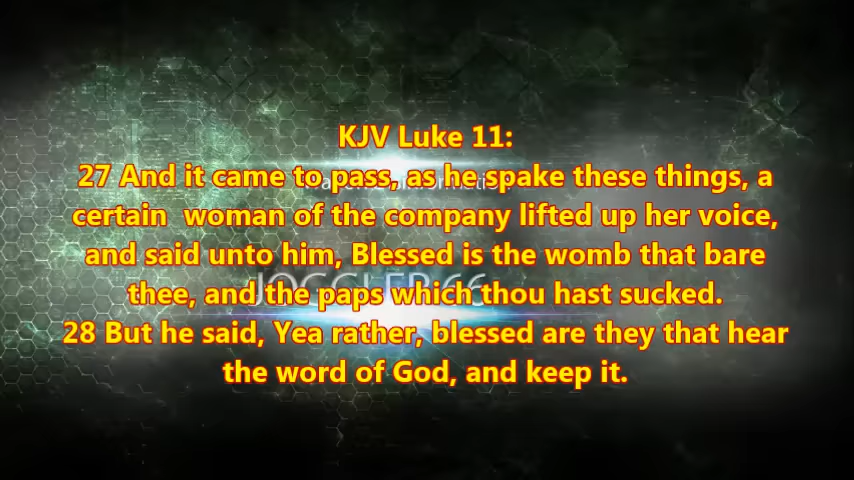 KJV Luke 11:
27 And it came to pass, as he spake these things, a
certain woman of the company lifted up her voice,
and said unto him, Blessed is the womb that bare
thee, and the paps which thou hast sucked.
28 But he said, Yea rather, blessed are they that hear
the word of God, and keep it.
JOGGLER66